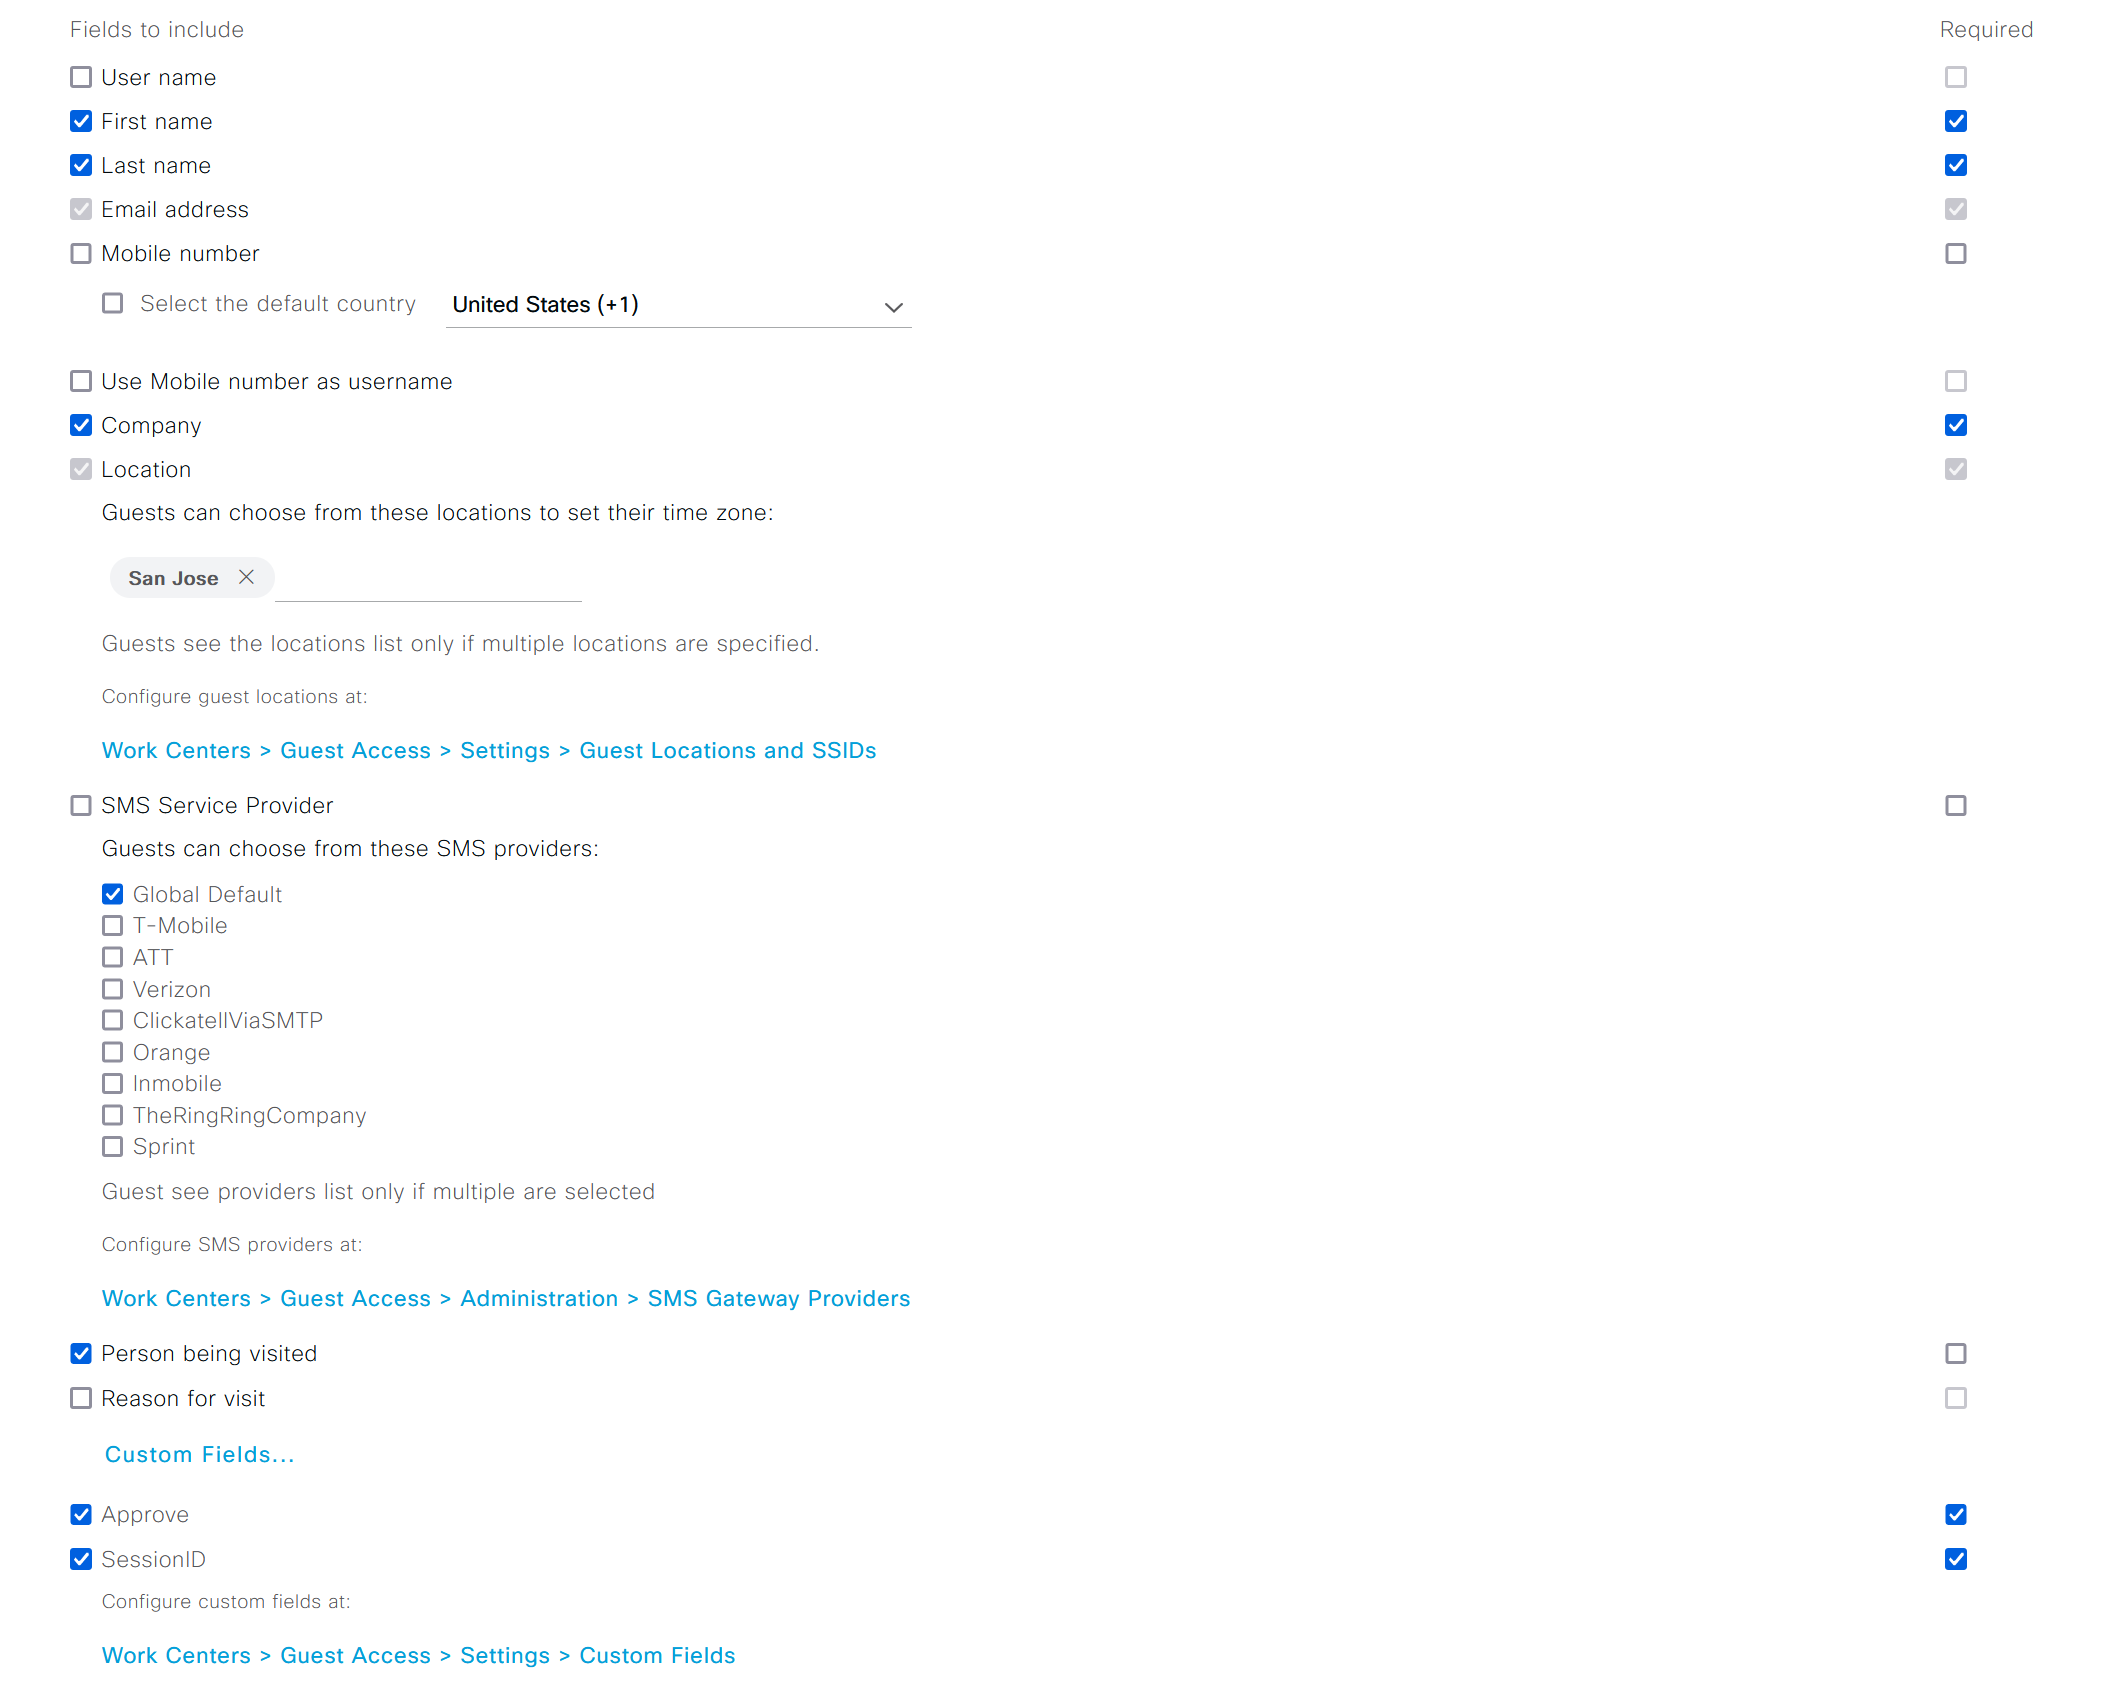 Fields to include Required
User name
First name
Last name
Email address
Mobile number
Select the default country United States (+1)
Use Mobile number as username
Company
Location
Guests can choose from these locations to set their time zone:
San Jose
Guests see the locations list only if multiple locations are specified.
Configure guest locations at:
Work Centers > Guest Access > Settings > Guest Locations and SSIDs
SMS Service Provider
Guests can choose from these SMS providers:
Global Default
T-Mobile
ATT
Verizon
ClickatellViaSMTP
Orange
Inmobile
TheRingRingCompany
Sprint
Guest see providers list only if multiple are selected
Configure SMS providers at:
Work Centers > Guest Access > Administration > SMS Gateway Providers
Person being visited
Reason for visit
Custom Fields...
Approve
SessionID
Configure custom fields at:
Work Centers > Guest Access > Settings > Custom Fields